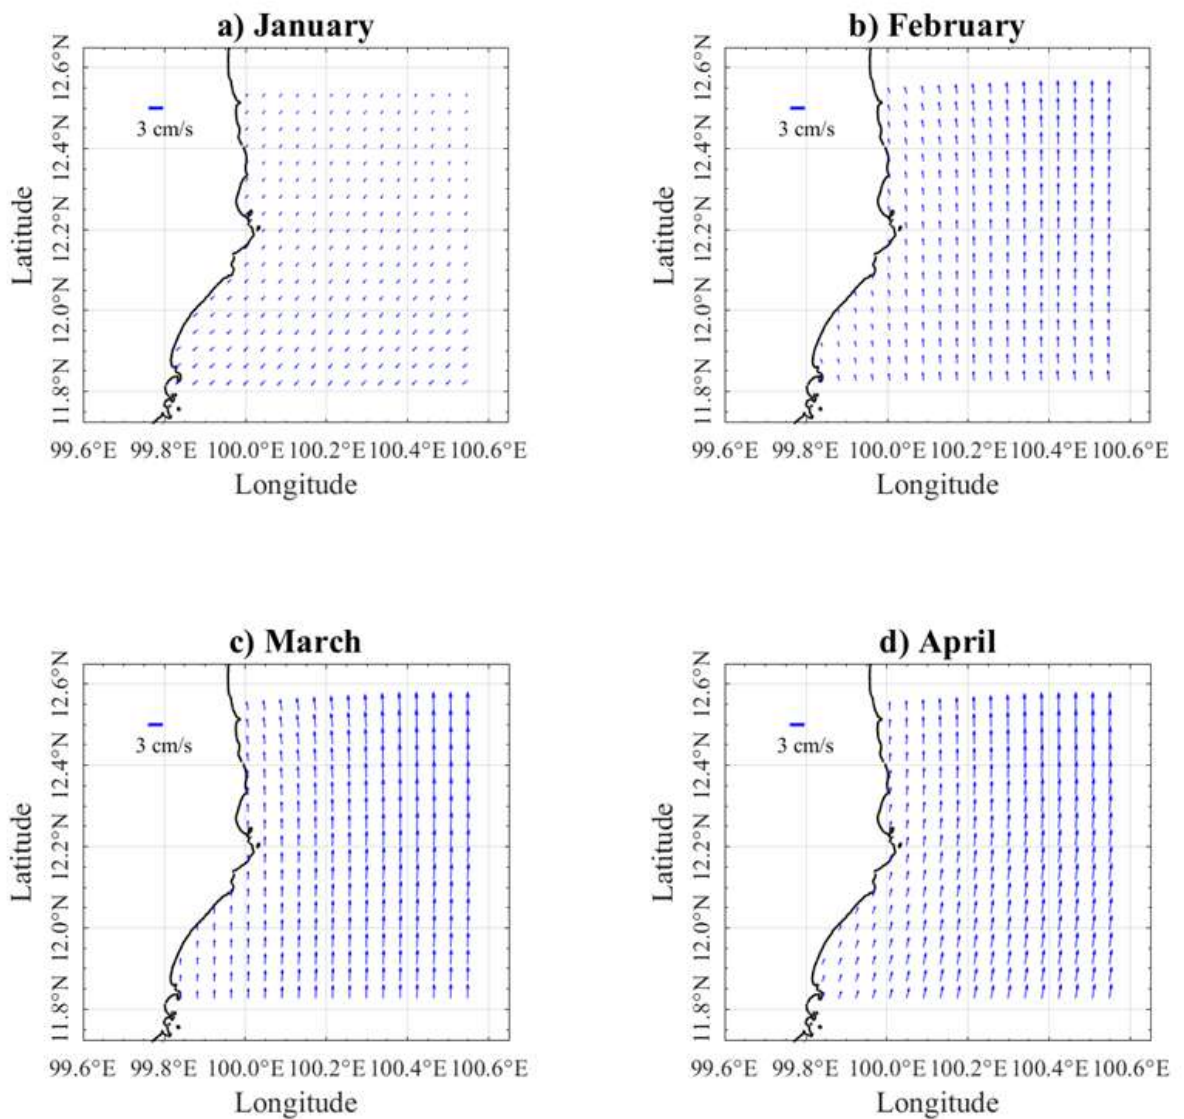 a) January
12.6°N
12.4°N
12.2°N
12.0°N
11.8°N
Latitude
3 cm/s
99.6°E 99.8°E 100.0°E 100.2°E 100.4°E 100.6°E
Longitude
b) February
12.6°N
12.4°N
12.2°N
12.0°N
11.8°N
Latitude
3 cm/s
99.6°E 99.8°E 100.0°E 100.2°E 100.4°E 100.6°E
Longitude
c) March
12.6°N
12.4°N
12.2°N
12.0°N
11.8°N
Latitude
3 cm/s
99.6°E 99.8°E 100.0°E 100.2°E 100.4°E 100.6°E
Longitude
d) April
12.6°N
12.4°N
12.2°N
12.0°N
11.8°N
Latitude
3 cm/s
99.6°E 99.8°E 100.0°E 100.2°E 100.4°E 100.6°E
Longitude